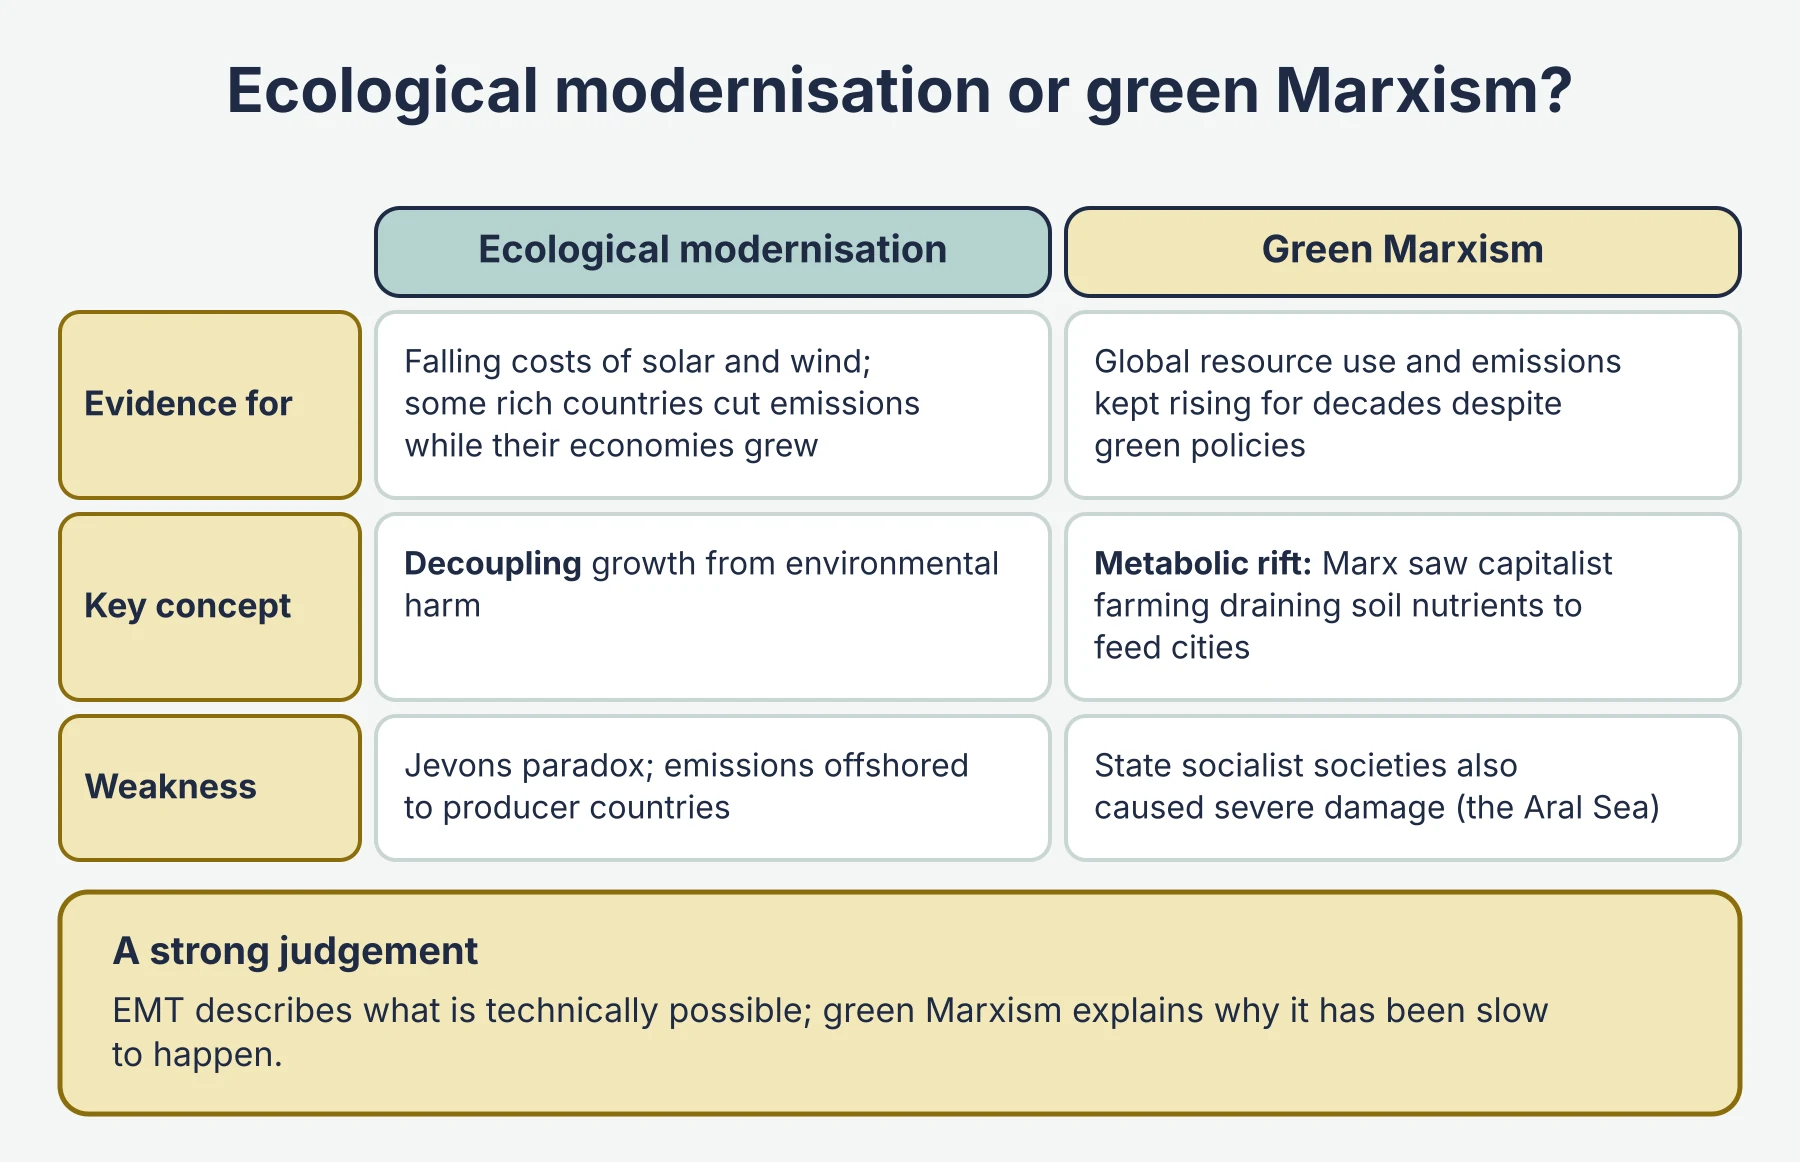 Ecological modernisation or green Marxism?
Ecological modernisation
Green Marxism
Evidence for
Falling costs of solar and wind;
some rich countries cut emissions
while their economies grew
Global resource use and emissions
kept rising for decades despite
green policies
Key concept
Decoupling growth from environmental
harm
Metabolic rift: Marx saw capitalist
farming draining soil nutrients to
feed cities
Weakness
Jevons paradox; emissions offshored
to producer countries
State socialist societies also
caused severe damage (the Aral Sea)
A strong judgement
EMT describes what is technically possible; green Marxism explains why it has been slow
to happen.